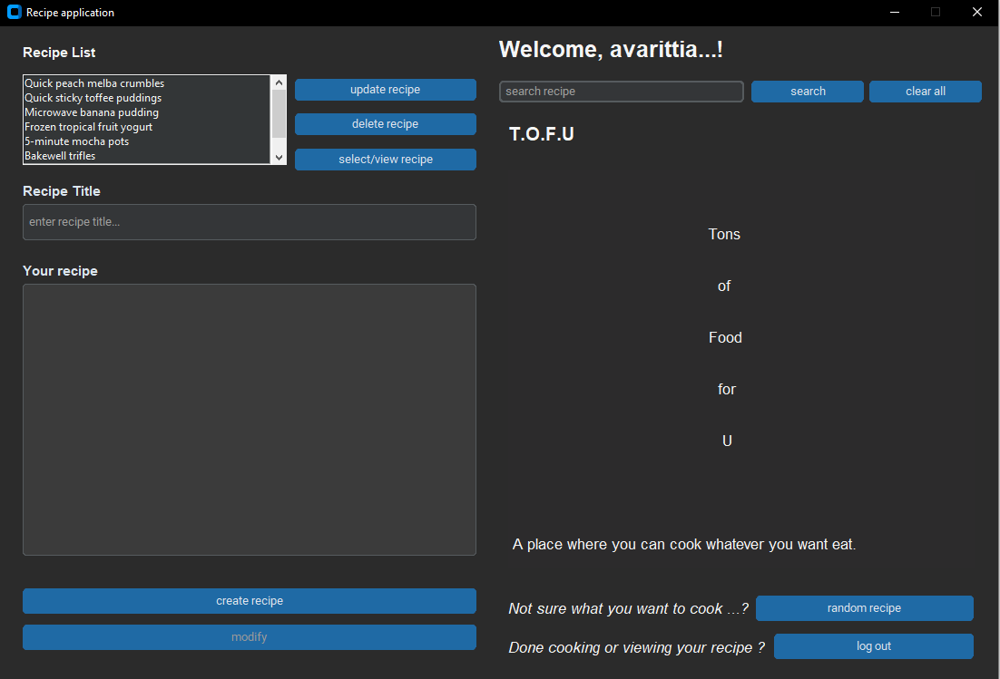 Recipe application
Recipe List
Quick peach melba crumbles
Quick sticky toffee puddings
Microwave banana pudding
Frozen tropical fruit yogurt
5-minute mocha pots
Bakewell trifles
update recipe
delete recipe
select/view recipe
Recipe Title
enter recipe title...
Your recipe
create recipe
modify
Welcome, avarittia...!
search recipe
search
clear all
T.O.F.U
Tons
of
Food
for
U
A place where you can cook whatever you want eat.
Not sure what you want to cook ...?
random recipe
Done cooking or viewing your recipe ?
log out